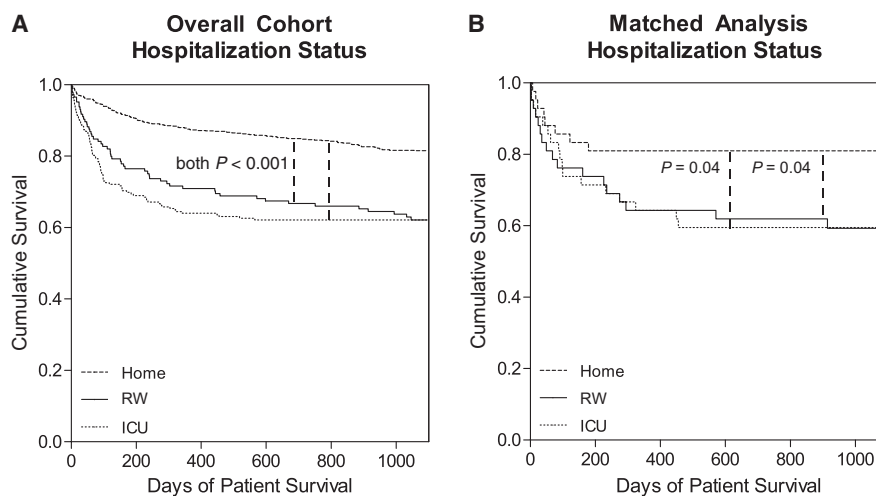 A
Overall Cohort
Hospitalization Status
1.0
0.8
0.6
0.4
0.2
0.0
Cumulative Survival
both P < 0.001
Home
RW
ICU
0 200 400 600 800 1000
Days of Patient Survival
B
Matched Analysis
Hospitalization Status
1.0
0.8
0.6
0.4
0.2
0.0
Cumulative Survival
P = 0.04 P = 0.04
Home
RW
ICU
0 200 400 600 800 1000
Days of Patient Survival